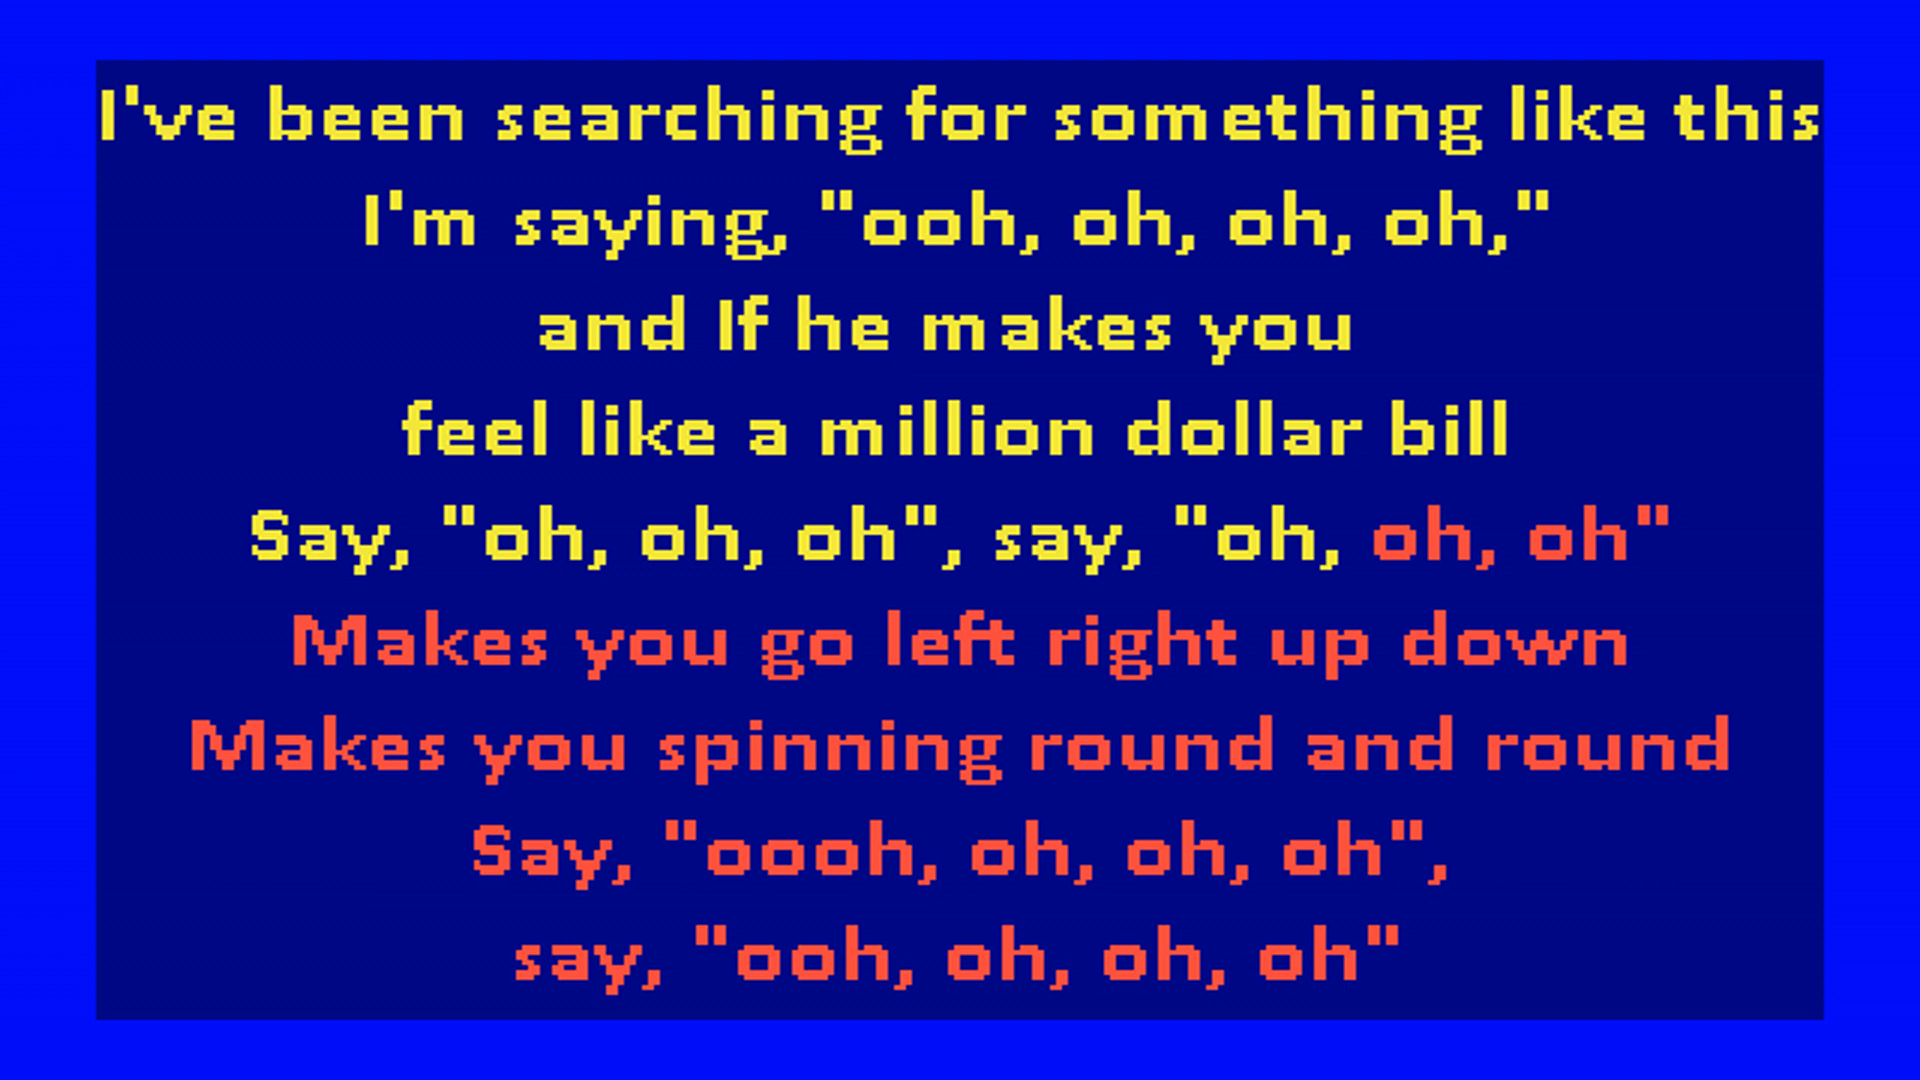 I've been searching for something like this
I'm saying, "ooh, oh, oh, oh,"
and If he makes you
feel like a million dollar bill
Say, "oh, oh, oh", say, "oh, oh, oh"
Makes you go left right up down
Makes you spinning round and round
Say, "oooh, oh, oh, oh",
say, "ooh, oh, oh, oh"